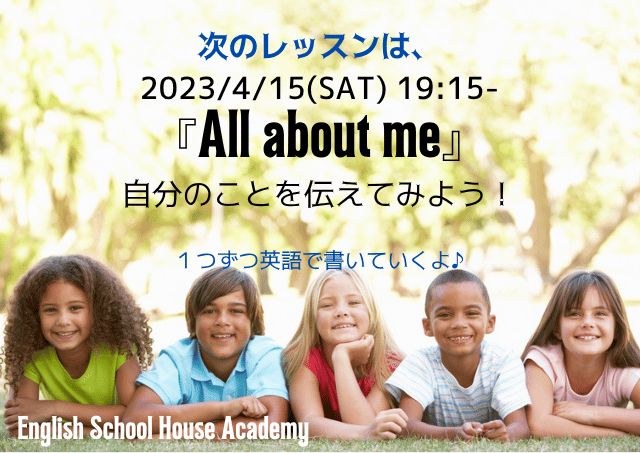 次のレッスンは、
2023/4/15(SAT) 19:15-
『All about me』
自分のことを伝えてみよう！
１つずつ英語で書いていくよ♪
English School House Academy